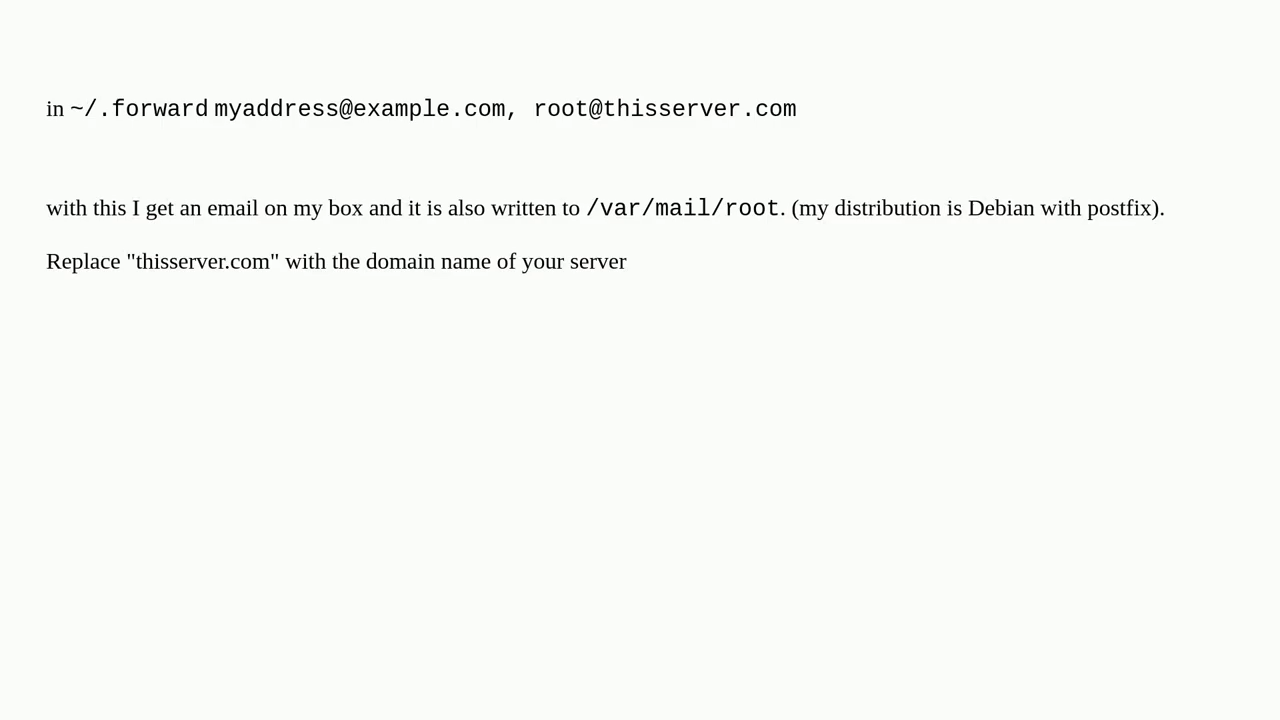 in ~/.forward myaddress@example.com, root@thisserver.com
with this I get an email on my box and it is also written to /var/mail/root. (my distribution is Debian with postfix).
Replace "thisserver.com" with the domain name of your server